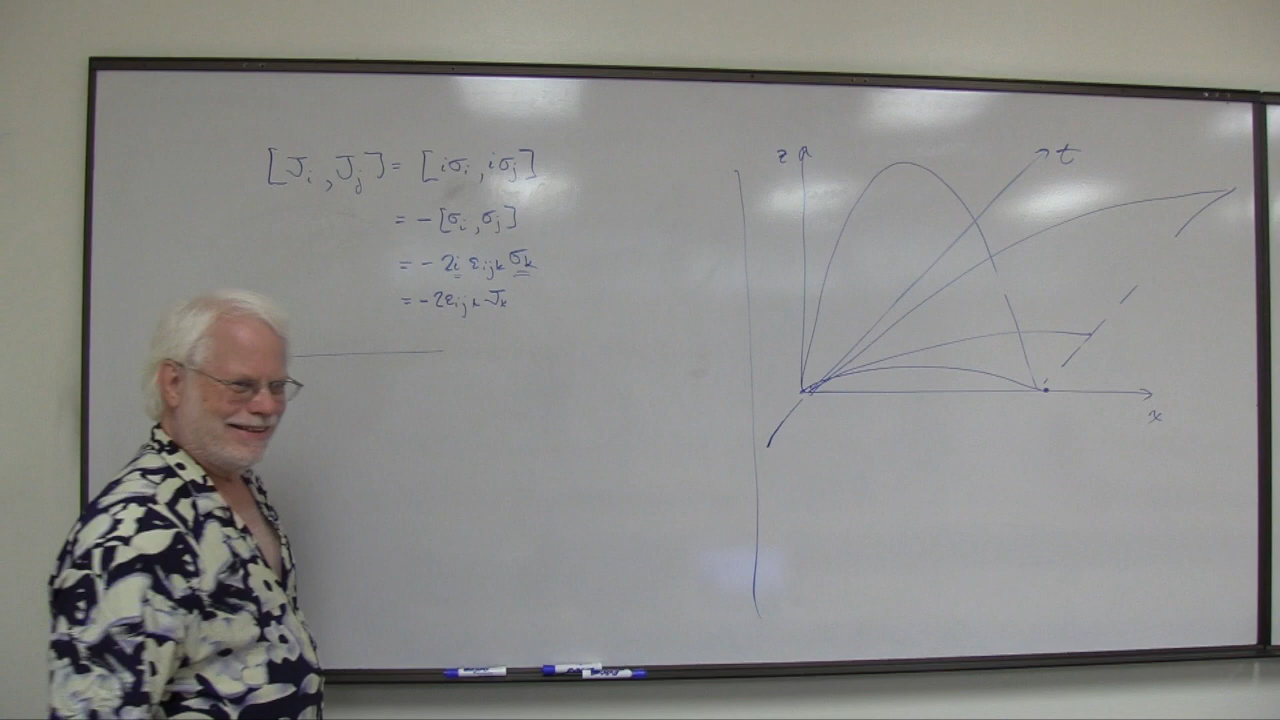 [J_i , J_j] = [iσ_i , iσ_j]
= -[σ_i , σ_j]
= - 2i ε_ijk σ_k
= -2ε_ijk J_k
z
t
x